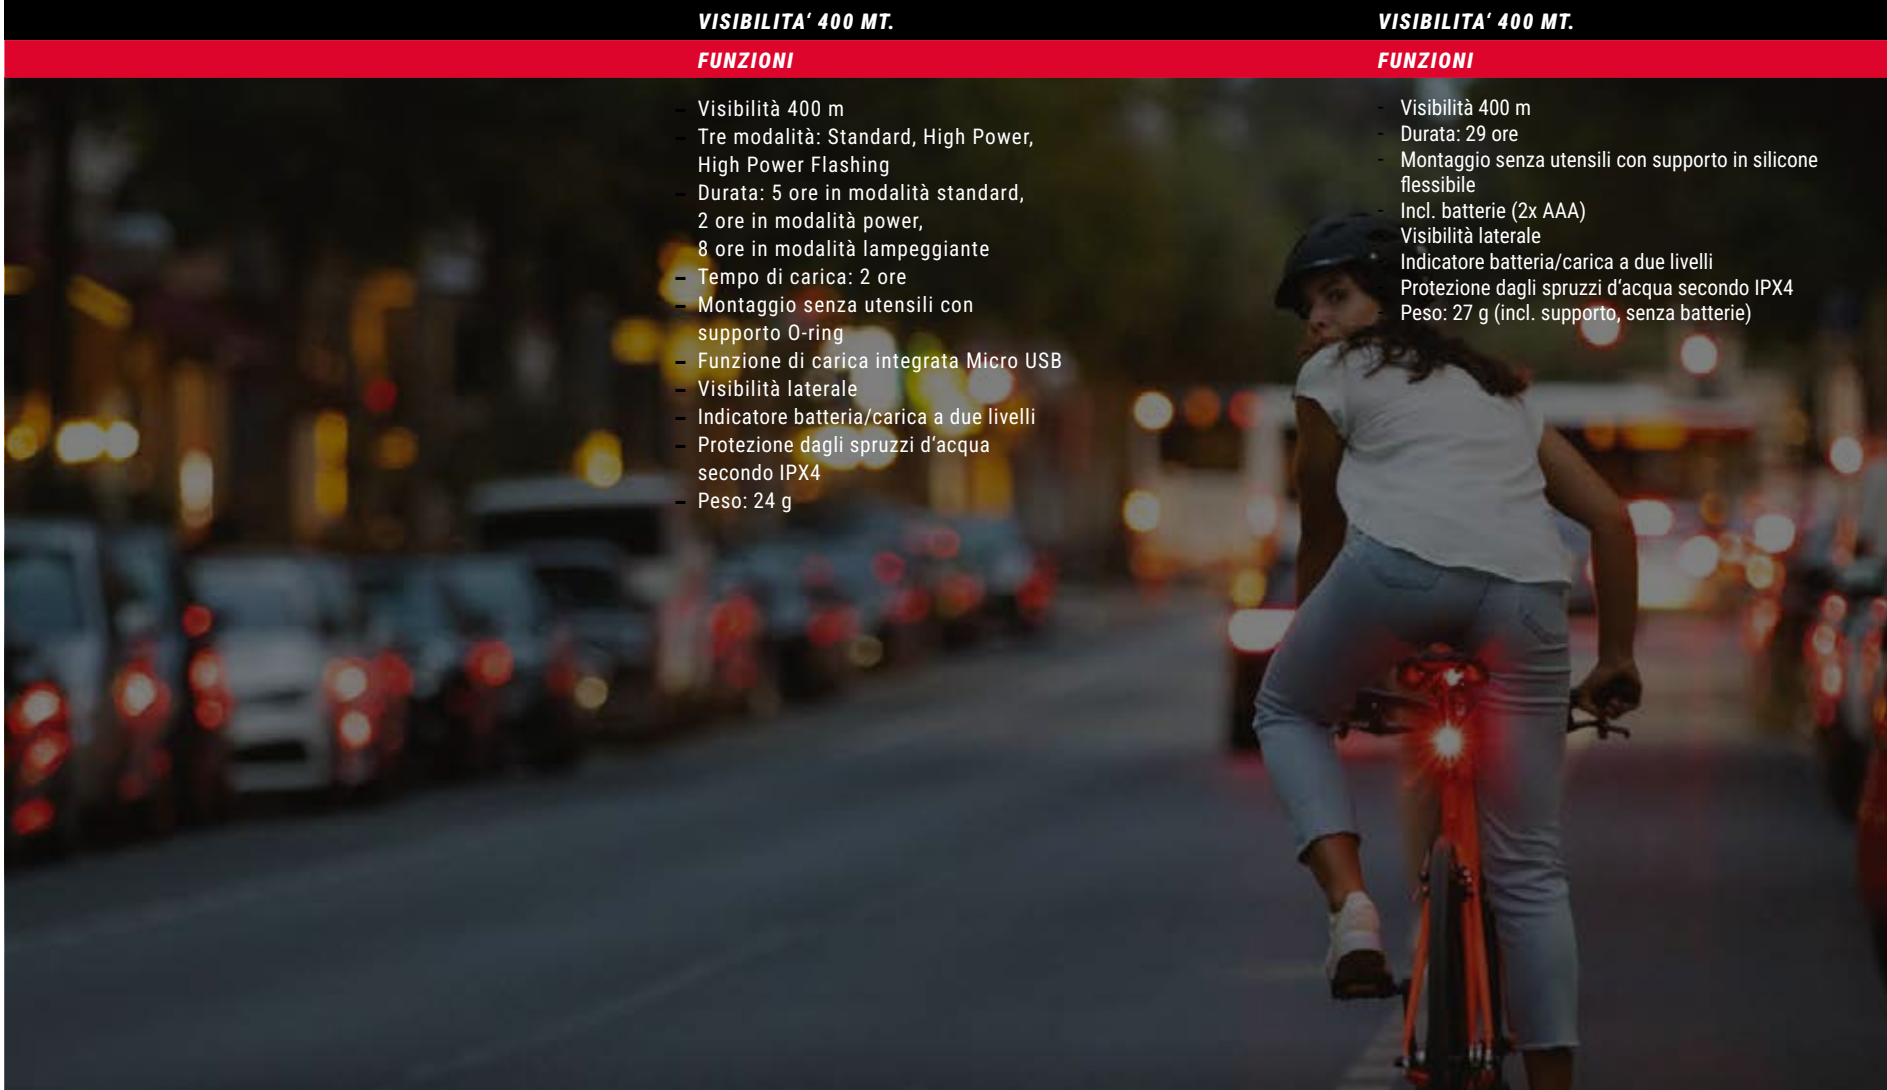 VISIBILITA‘ 400 MT.
FUNZIONI
– Visibilità 400 m
– Tre modalità: Standard, High Power,
High Power Flashing
– Durata: 5 ore in modalità standard,
2 ore in modalità power,
8 ore in modalità lampeggiante
– Tempo di carica: 2 ore
– Montaggio senza utensili con
supporto O-ring
– Funzione di carica integrata Micro USB
– Visibilità laterale
– Indicatore batteria/carica a due livelli
– Protezione dagli spruzzi d‘acqua
secondo IPX4
– Peso: 24 g
VISIBILITA‘ 400 MT.
FUNZIONI
- Visibilità 400 m
- Durata: 29 ore
- Montaggio senza utensili con supporto in silicone
flessibile
- Incl. batterie (2x AAA)
Visibilità laterale
Indicatore batteria/carica a due livelli
- Protezione dagli spruzzi d‘acqua secondo IPX4
- Peso: 27 g (incl. supporto, senza batterie)